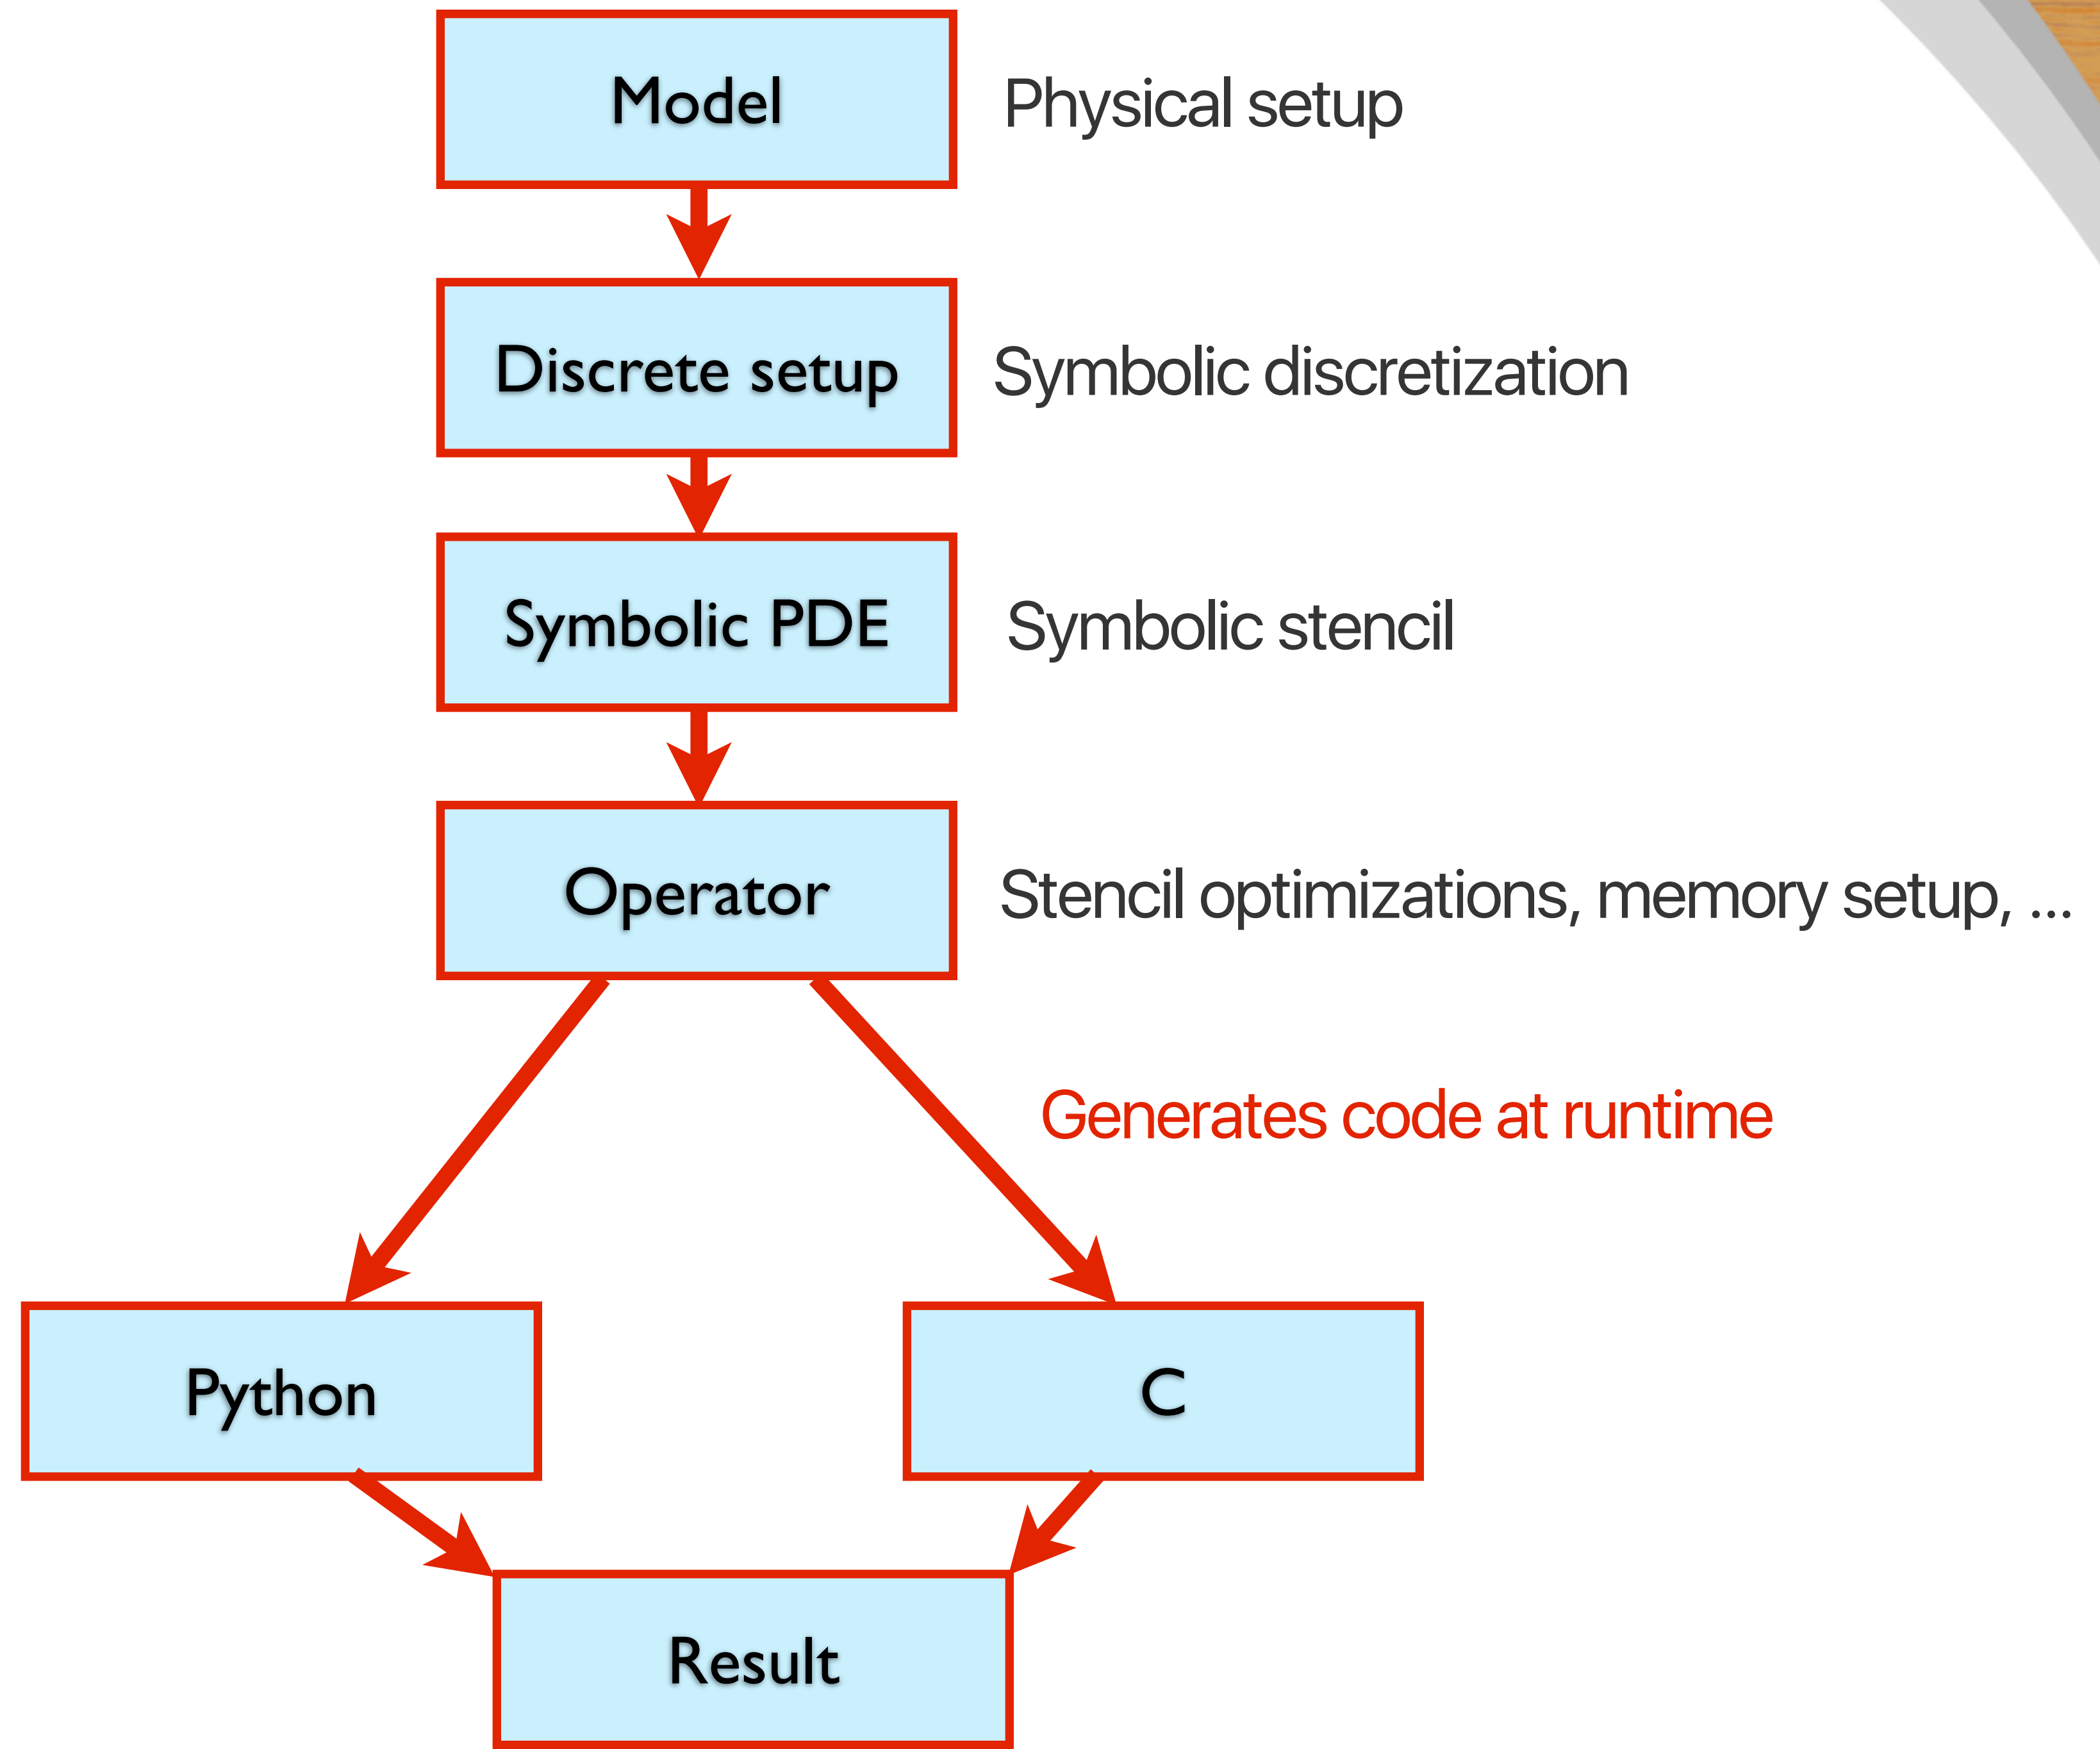 Model
Physical setup
Discrete setup
Symbolic discretization
Symbolic PDE
Symbolic stencil
Operator
Stencil optimizations, memory setup, ...
Generates code at runtime
Python
C
Result